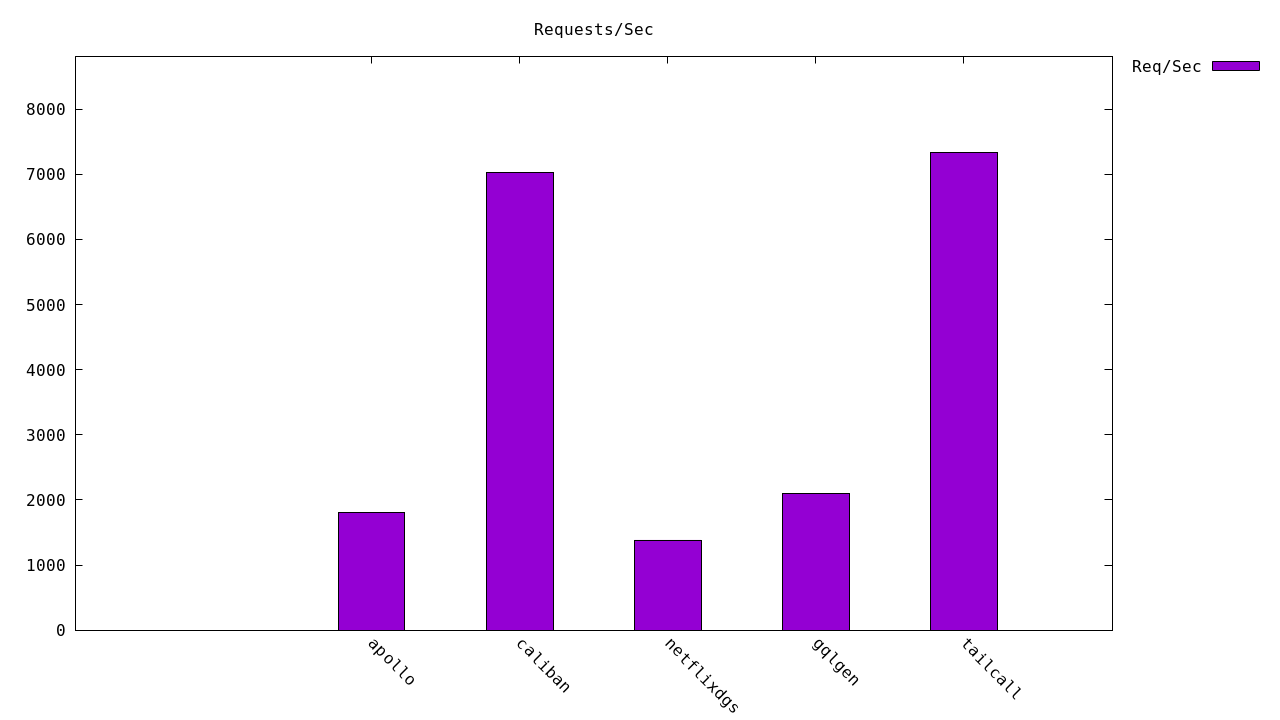 Requests/Sec
Req/Sec
8000
7000
6000
5000
4000
3000
2000
1000
0
apollo
caliban
netflixdgs
gqlgen
tailcall